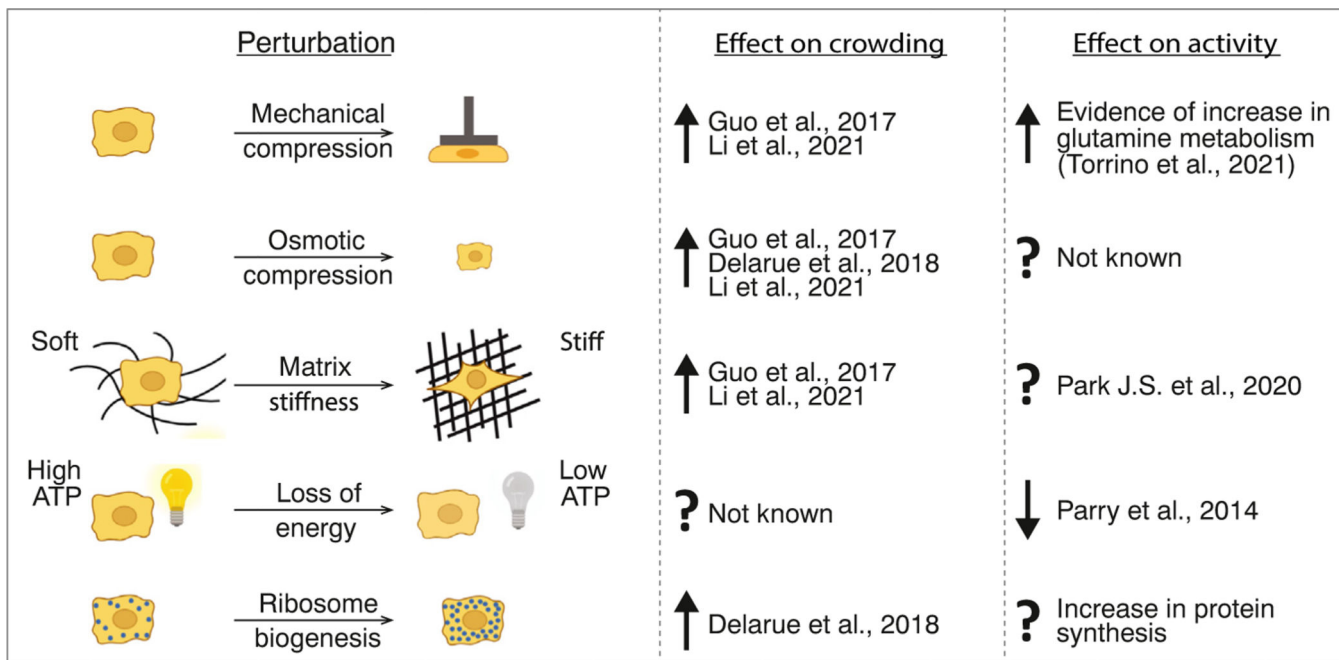 Perturbation
Effect on crowding
Effect on activity
Mechanical
compression
Guo et al., 2017
Li et al., 2021
Evidence of increase in
glutamine metabolism
(Torrino et al., 2021)
Osmotic
compression
Guo et al., 2017
Delarue et al., 2018
Li et al., 2021
? Not known
Soft
Matrix
stiffness
Stiff
Guo et al., 2017
Li et al., 2021
? Park J.S. et al., 2020
High
ATP
Loss of
energy
Low
ATP
? Not known
Parry et al., 2014
Ribosome
biogenesis
Delarue et al., 2018
? Increase in protein
synthesis